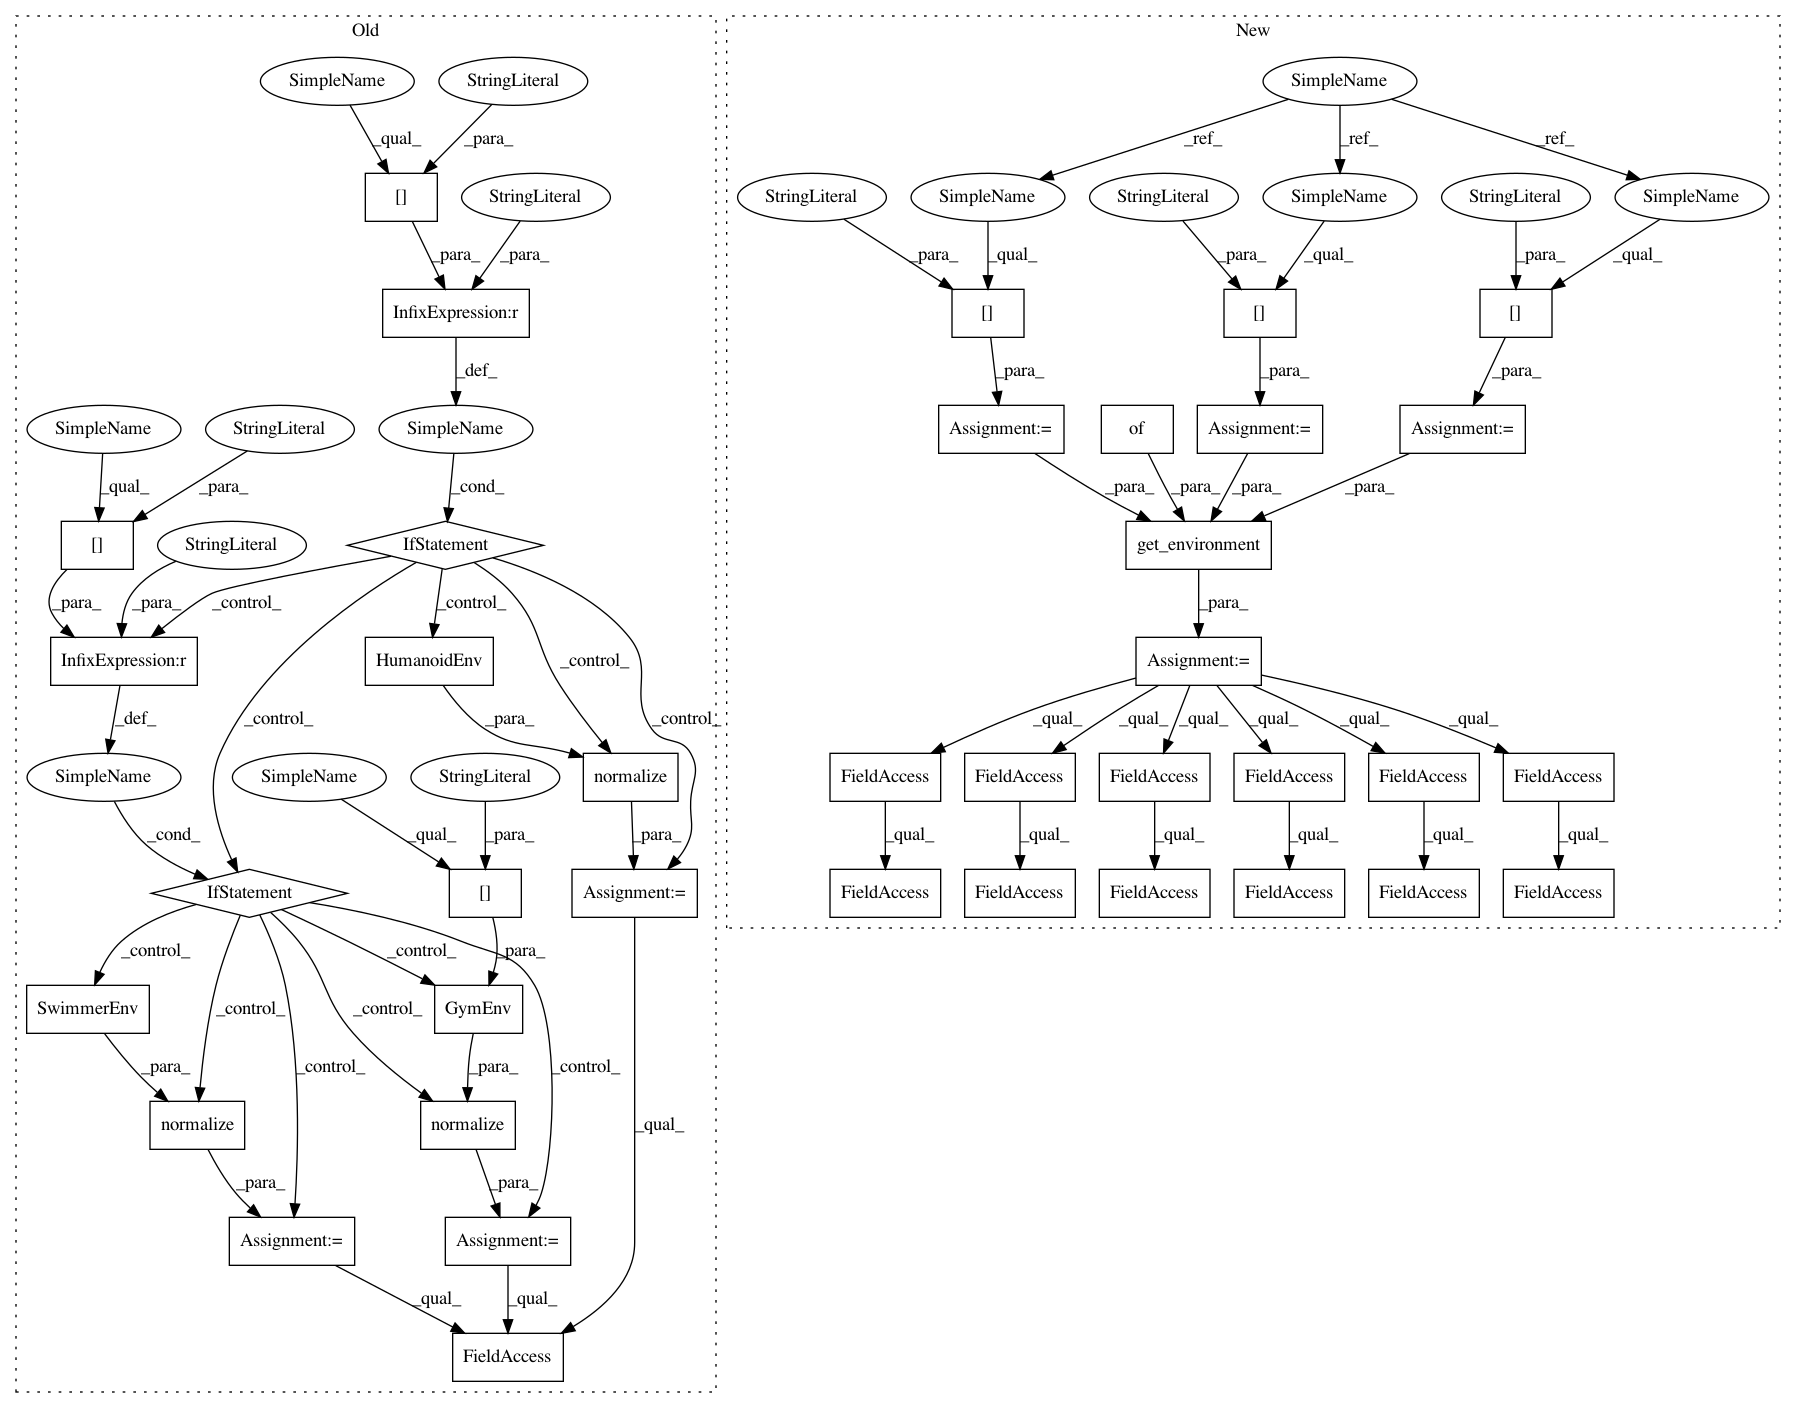 Old
New
SimpleName
StringLiteral
SimpleName
_qual_
_para_
_ref_
_ref_
_ref_
[]
StringLiteral
StringLiteral
SimpleName
StringLiteral
SimpleName
StringLiteral
SimpleName
_para_
_para_
_para_
_qual_
_para_
_qual_
_para_
_qual_
InfixExpression:r
[]
[]
[]
_def_
_para_
_para_
_para_
SimpleName
StringLiteral
SimpleName
Assignment:=
of
Assignment:=
Assignment:=
_qual_
_para_
_cond_
_para_
_para_
_para_
_para_
[]
StringLiteral
IfStatement
get_environment
_para_
_para_
_control_
_control_
_para_
InfixExpression:r
HumanoidEnv
_control_
Assignment:=
_def_
_control_
_para_
_control_
_qual_
_qual_
_qual_
_qual_
_qual_
_qual_
SimpleName
SimpleName
StringLiteral
normalize
FieldAccess
FieldAccess
FieldAccess
FieldAccess
FieldAccess
FieldAccess
_cond_
_qual_
_para_
_para_
_qual_
_qual_
_qual_
_qual_
_qual_
_qual_
IfStatement
[]
Assignment:=
FieldAccess
FieldAccess
FieldAccess
FieldAccess
FieldAccess
FieldAccess
_control_
_control_
_para_
SwimmerEnv
_control_
_control_
GymEnv
_para_
_control_
_para_
_control_
normalize
normalize
_qual_
_para_
_para_
Assignment:=
Assignment:=
_qual_
_qual_
FieldAccess